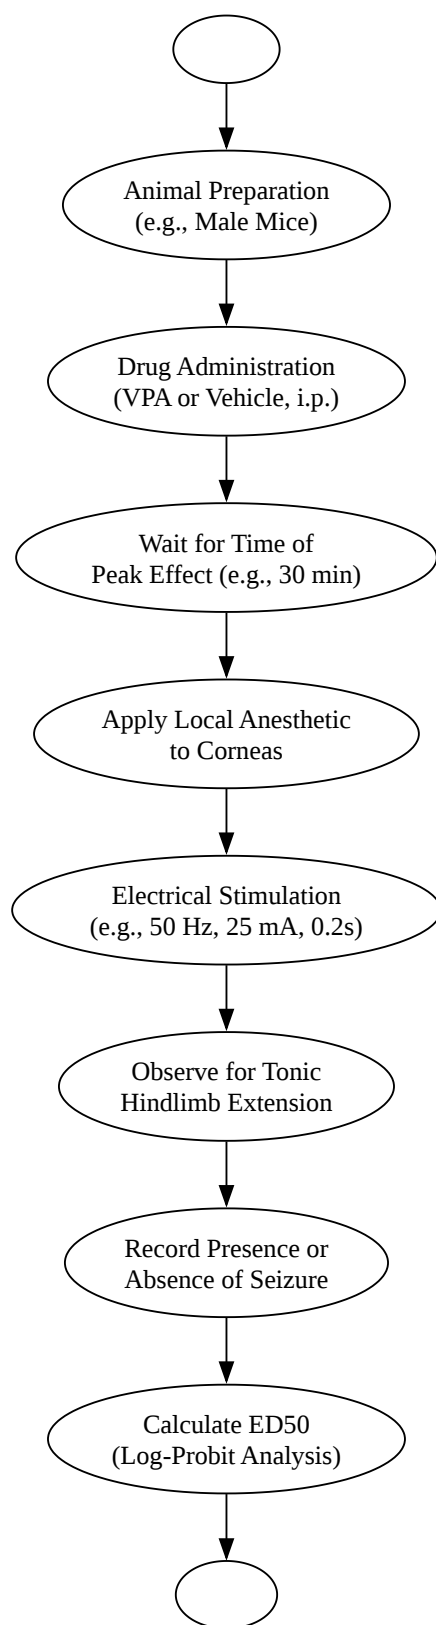 Animal Preparation
(e.g., Male Mice)
Drug Administration
(VPA or Vehicle, i.p.)
Wait for Time of
Peak Effect (e.g., 30 min)
Apply Local Anesthetic
to Corneas
Electrical Stimulation
(e.g., 50 Hz, 25 mA, 0.2s)
Observe for Tonic
Hindlimb Extension
Record Presence or
Absence of Seizure
Calculate ED50
(Log-Probit Analysis)